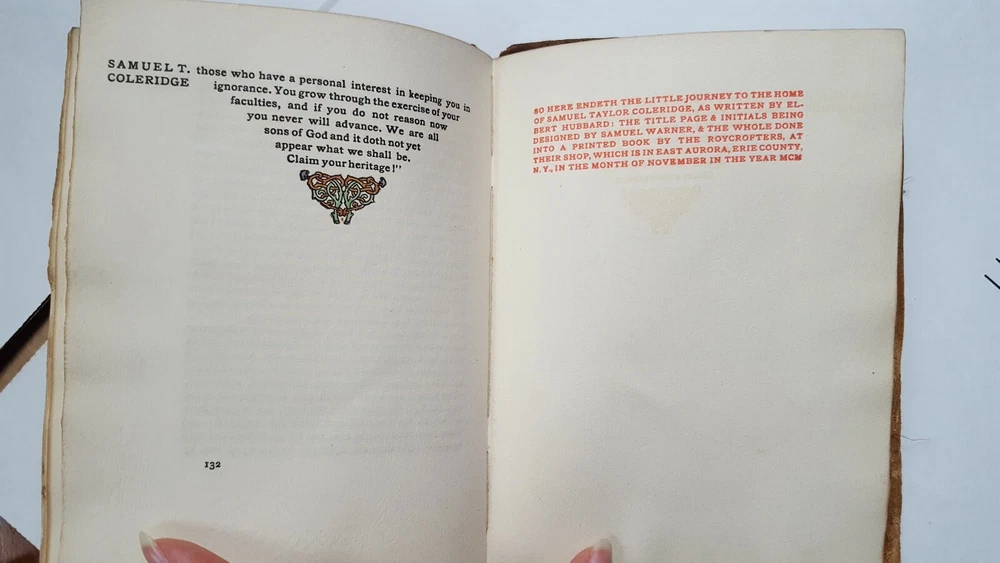 SAMUEL T.
COLERIDGE
those who have a personal interest in keeping you in
ignorance. You grow through the exercise of your
faculties, and if you do not reason now
you never will advance. We are all
sons of God and it doth not yet
appear what we shall be.
Claim your heritage!"
132
SO HERE ENDETH THE LITTLE JOURNEY TO THE HOME
OF SAMUEL TAYLOR COLERIDGE, AS WRITTEN BY EL-
BERT HUBBARD: THE TITLE PAGE & INITIALS BEING
DESIGNED BY SAMUEL WARNER, & THE WHOLE DONE
INTO A PRINTED BOOK BY THE ROYCROFTERS, AT
THEIR SHOP, WHICH IS IN EAST AURORA, ERIE COUNTY,
N. Y., IN THE MONTH OF NOVEMBER IN THE YEAR MCM